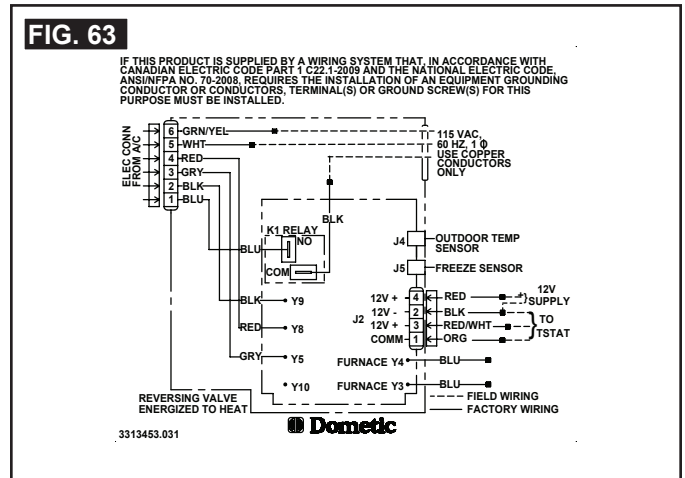 FIG. 63
IF THIS PRODUCT IS SUPPLIED BY A WIRING SYSTEM THAT, IN ACCORDANCE WITH
CANADIAN ELECTRIC CODE PART 1 C22.1-2009 AND THE NATIONAL ELECTRIC CODE,
ANSI/NFPA NO. 70-2008, REQUIRES THE INSTALLATION OF AN EQUIPMENT GROUNDING
CONDUCTOR OR CONDUCTORS, TERMINAL(S) OR GROUND SCREW(S) FOR THIS
PURPOSE MUST BE INSTALLED.
ELEC CONN
FROM A/C
6 GRN/YEL
5 WHT
4 RED
3 GRY
2 BLK
1 BLU
115 VAC,
60 HZ, 1 Φ
USE COPPER
CONDUCTORS
ONLY
BLK
K1 RELAY
NO
BLU
COM
J4 OUTDOOR TEMP
SENSOR
J5 FREEZE SENSOR
BLK Y9
RED Y8
GRY Y5
Y10
J2
12V + 4 RED
12V - 2 BLK
12V + 3 RED/WHT
COMM 1 ORG
+
-
12V
SUPPLY
TO
TSTAT
FURNACE Y4 BLU
FURNACE Y3 BLU
REVERSING VALVE
ENERGIZED TO HEAT
FIELD WIRING
FACTORY WIRING
Dometic
3313453.031